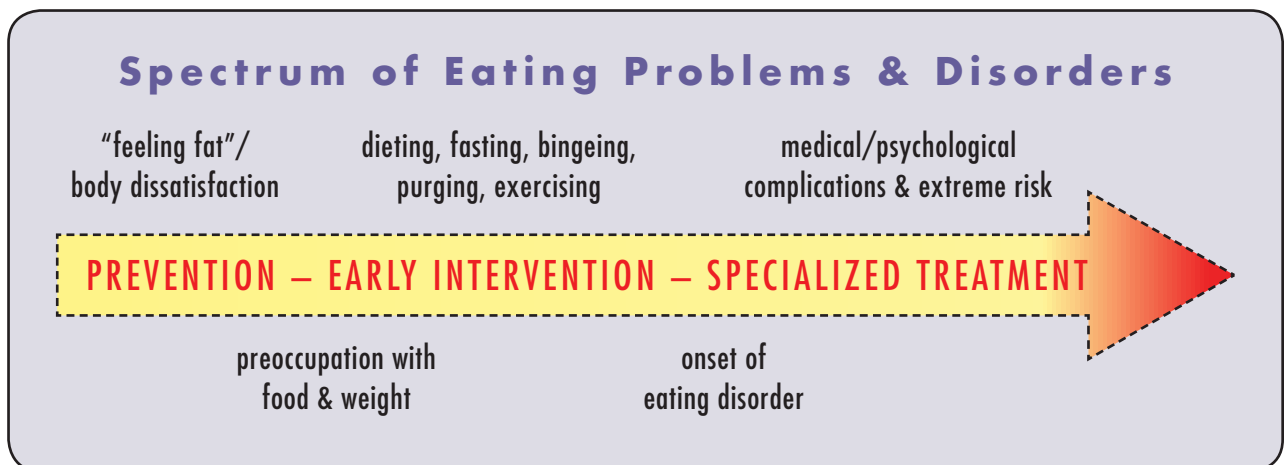 Spectrum of Eating Problems & Disorders
“feeling fat”/
body dissatisfaction
dieting, fasting, bingeing,
purging, exercising
medical/psychological
complications & extreme risk
PREVENTION – EARLY INTERVENTION – SPECIALIZED TREATMENT
preoccupation with
food & weight
onset of
eating disorder